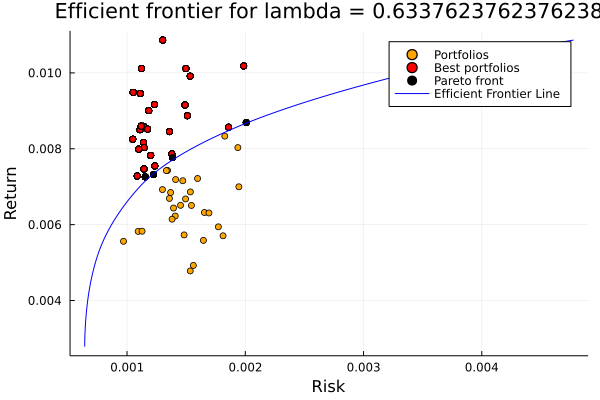 Efficient frontier for lambda = 0.6337623762376238
Portfolios
Best portfolios
Pareto front
Efficient Frontier Line
Return
0.010
0.008
0.006
0.004
0.001 0.002 0.003 0.004
Risk